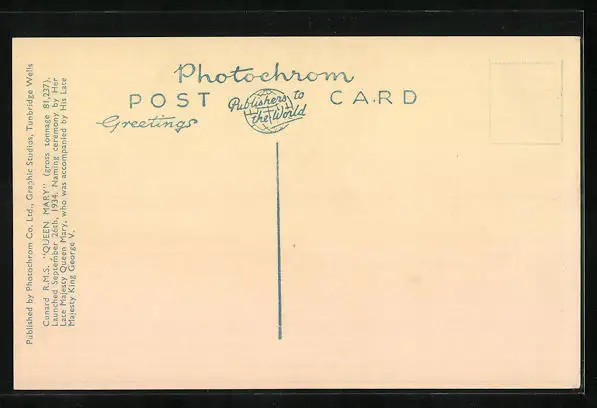 Photochrom
POST CARD
Publishers to
the World
Greetings
Published by Photochrom Co. Ltd., Graphic Studios, Tunbridge Wells
Cunard R.M.S. "QUEEN MARY" (gross tonnage 81,237).
Launched September 26th, 1934. Naming ceremony by Her
Late Majesty Queen Mary, who was accompanied by His Late
Majesty King George V.